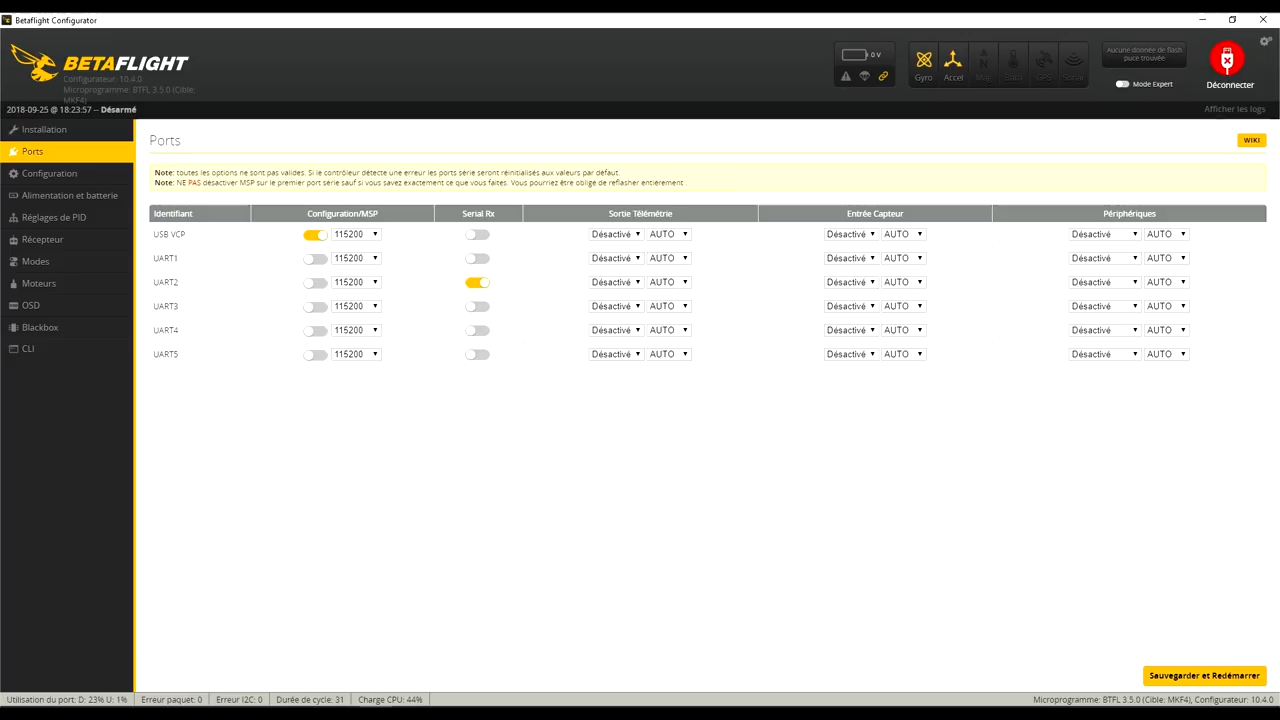 Betaflight Configurator
BETAFLIGHT
Configurateur: 10.4.0
Microprogramme: BTFL 3.5.0 (Cible:
MKF4)
0 V
Gyro Accel Mag Baro GPS Sonar
Aucune donnée de flash
puce trouvée
Mode Expert
Déconnecter
2018-09-25 @ 18:23:57 -- Désarmé
Afficher les logs
Installation
Ports
Configuration
Alimentation et batterie
Réglages de PID
Récepteur
Modes
Moteurs
OSD
Blackbox
CLI
Ports
WIKI
Note: toutes les options ne sont pas valides. Si le contrôleur détecte une erreur les ports série seront réinitialisés aux valeurs par défaut.
Note: NE PAS désactiver MSP sur le premier port série sauf si vous savez exactement ce que vous faites. Vous pourriez être obligé de reflasher entièrement .
Identifiant Configuration/MSP Serial Rx Sortie Télémétrie Entrée Capteur Périphériques
USB VCP 115200 Désactivé AUTO Désactivé AUTO Désactivé AUTO
UART1 115200 Désactivé AUTO Désactivé AUTO Désactivé AUTO
UART2 115200 Désactivé AUTO Désactivé AUTO Désactivé AUTO
UART3 115200 Désactivé AUTO Désactivé AUTO Désactivé AUTO
UART4 115200 Désactivé AUTO Désactivé AUTO Désactivé AUTO
UART5 115200 Désactivé AUTO Désactivé AUTO Désactivé AUTO
Sauvegarder et Redémarrer
Utilisation du port: D: 23% U: 1% Erreur paquet: 0 Erreur I2C: 0 Durée de cycle: 31 Charge CPU: 44% Microprogramme: BTFL 3.5.0 (Cible: MKF4), Configurateur: 10.4.0